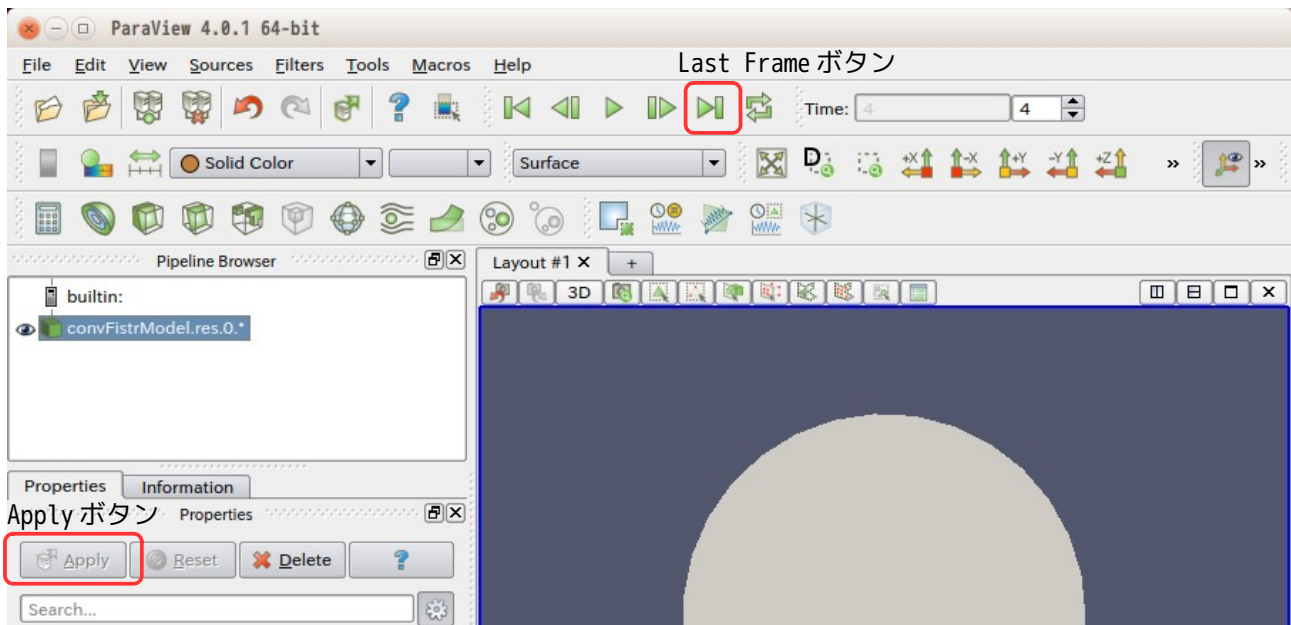 ParaView 4.0.1 64-bit
File Edit View Sources Filters Tools Macros Help
Last Frame ボタン
Time: 4 4
Solid Color Surface
D +X -X +Y -Y +Z » »
Pipeline Browser
Layout #1 +
builtin:
3D
convFistrModel.res.0.*
Properties Information
Apply ボタン Properties
Apply Reset Delete ?
Search...